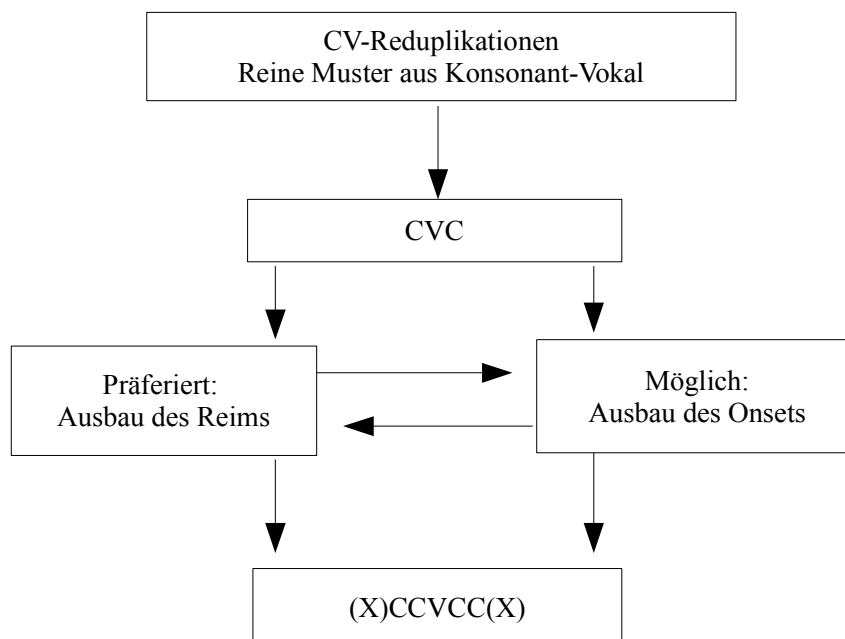 CV-Reduplikationen
Reine Muster aus Konsonant-Vokal
CVC
Präferiert:
Ausbau des Reims
Möglich:
Ausbau des Onsets
(X)CCVCC(X)